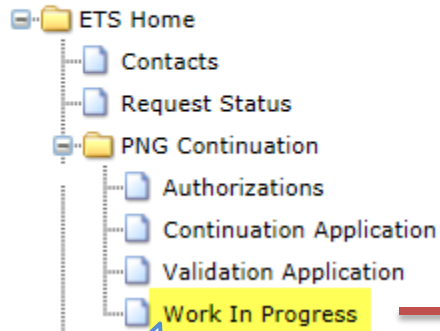 ETS Home
Contacts
Request Status
PNG Continuation
Authorizations
Continuation Application
Validation Application
Work In Progress